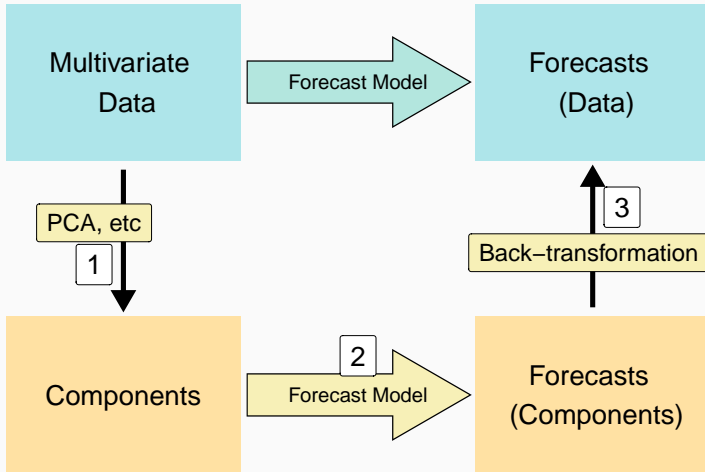 Multivariate
Data
Forecast Model
Forecasts
(Data)
PCA, etc
1
3
Back−transformation
Components
2
Forecast Model
Forecasts
(Components)